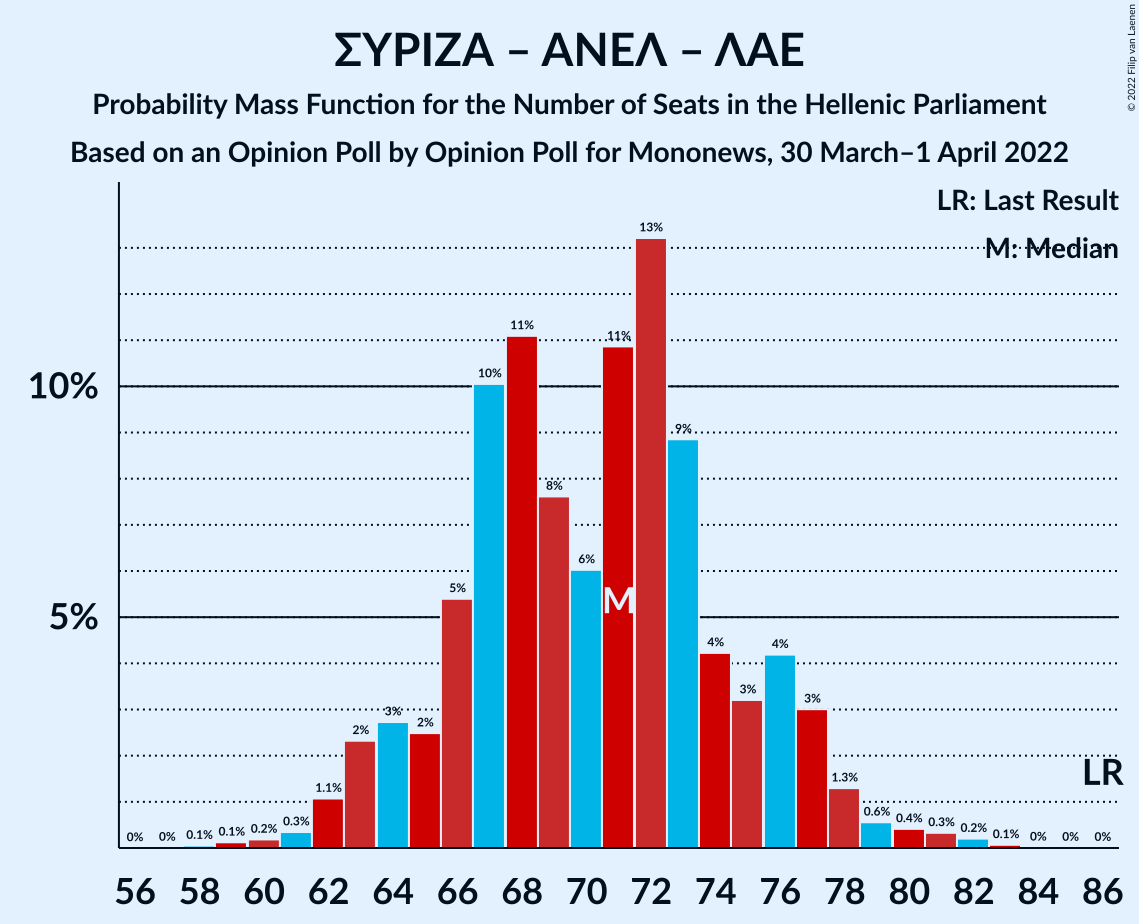 ΣΥΡΙΖΑ – ΑΝΕΛ – ΛΑΕ
Probability Mass Function for the Number of Seats in the Hellenic Parliament
Based on an Opinion Poll by Opinion Poll for Mononews, 30 March–1 April 2022
© 2022 Filip van Laenen
LR: Last Result
M: Median
10%
5%
0% 0% 0.1% 0.1% 0.2% 0.3% 1.1% 2% 3% 2% 5% 10% 11% 8% 6% 11% 13% 9% 4% 3% 4% 3% 1.3% 0.6% 0.4% 0.3% 0.2% 0.1% 0% 0% 0%
M
LR
56 58 60 62 64 66 68 70 72 74 76 78 80 82 84 86